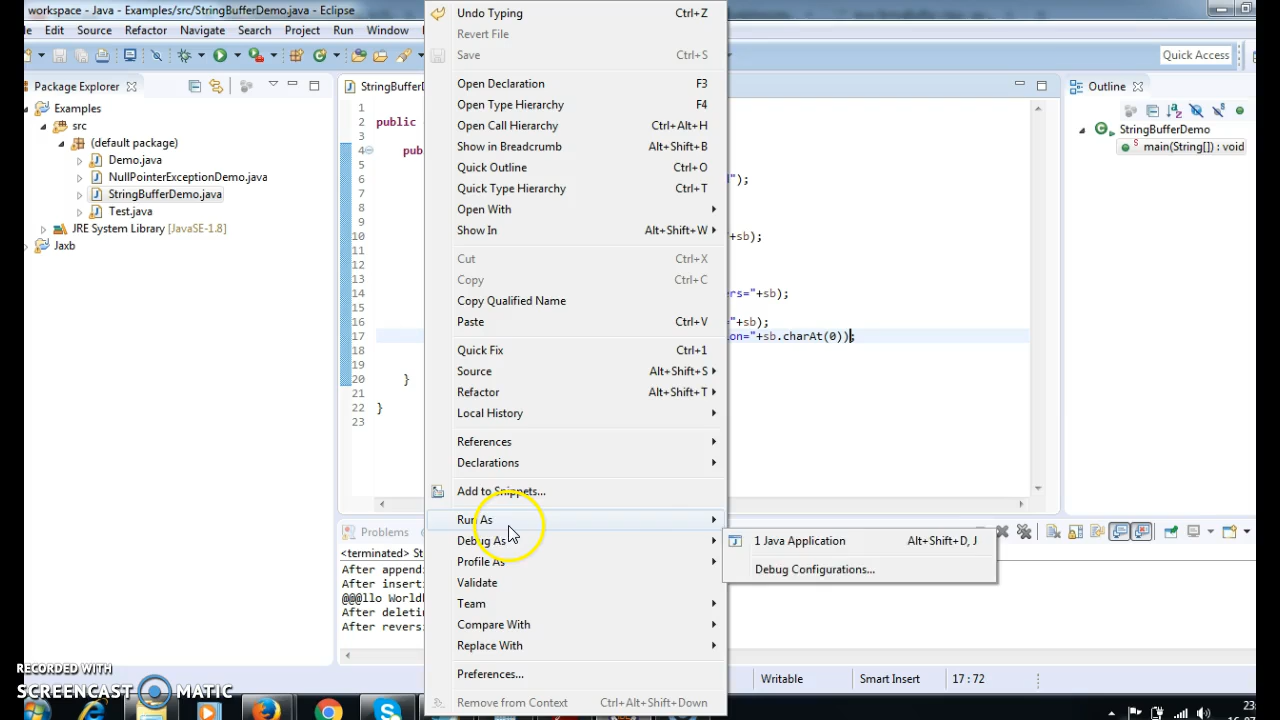 workspace - Java - Examples/src/StringBufferDemo.java - Eclipse
Edit Source Refactor Navigate Search Project Run Window
Quick Access
Package Explorer
Examples
src
(default package)
Demo.java
NullPointerExceptionDemo.java
StringBufferDemo.java
Test.java
JRE System Library [JavaSE-1.8]
Jaxb
StringBufferDe
1
2 public
3
4 pub
5
6
7 ");
8
9
10 "+sb);
11
12
13
14 ers="+sb);
15
16 ="+sb);
17 on="+sb.charAt(0));
18
19
20 }
21
22 }
23
Undo Typing Ctrl+Z
Revert File
Save Ctrl+S
Open Declaration F3
Open Type Hierarchy F4
Open Call Hierarchy Ctrl+Alt+H
Show in Breadcrumb Alt+Shift+B
Quick Outline Ctrl+O
Quick Type Hierarchy Ctrl+T
Open With
Show In Alt+Shift+W
Cut Ctrl+X
Copy Ctrl+C
Copy Qualified Name
Paste Ctrl+V
Quick Fix Ctrl+1
Source Alt+Shift+S
Refactor Alt+Shift+T
Local History
References
Declarations
Add to Snippets...
Run As
Debug As
Profile As
Validate
Team
Compare With
Replace With
Preferences...
Remove from Context Ctrl+Alt+Shift+Down
1 Java Application Alt+Shift+D, J
Debug Configurations...
Outline
StringBufferDemo
main(String[]) : void
Problems
<terminated> St
After appendi
After inserti
@@@llo World
After deletin
After revers
Writable Smart Insert 17 : 72
RECORDED WITH
SCREENCAST MATIC
23